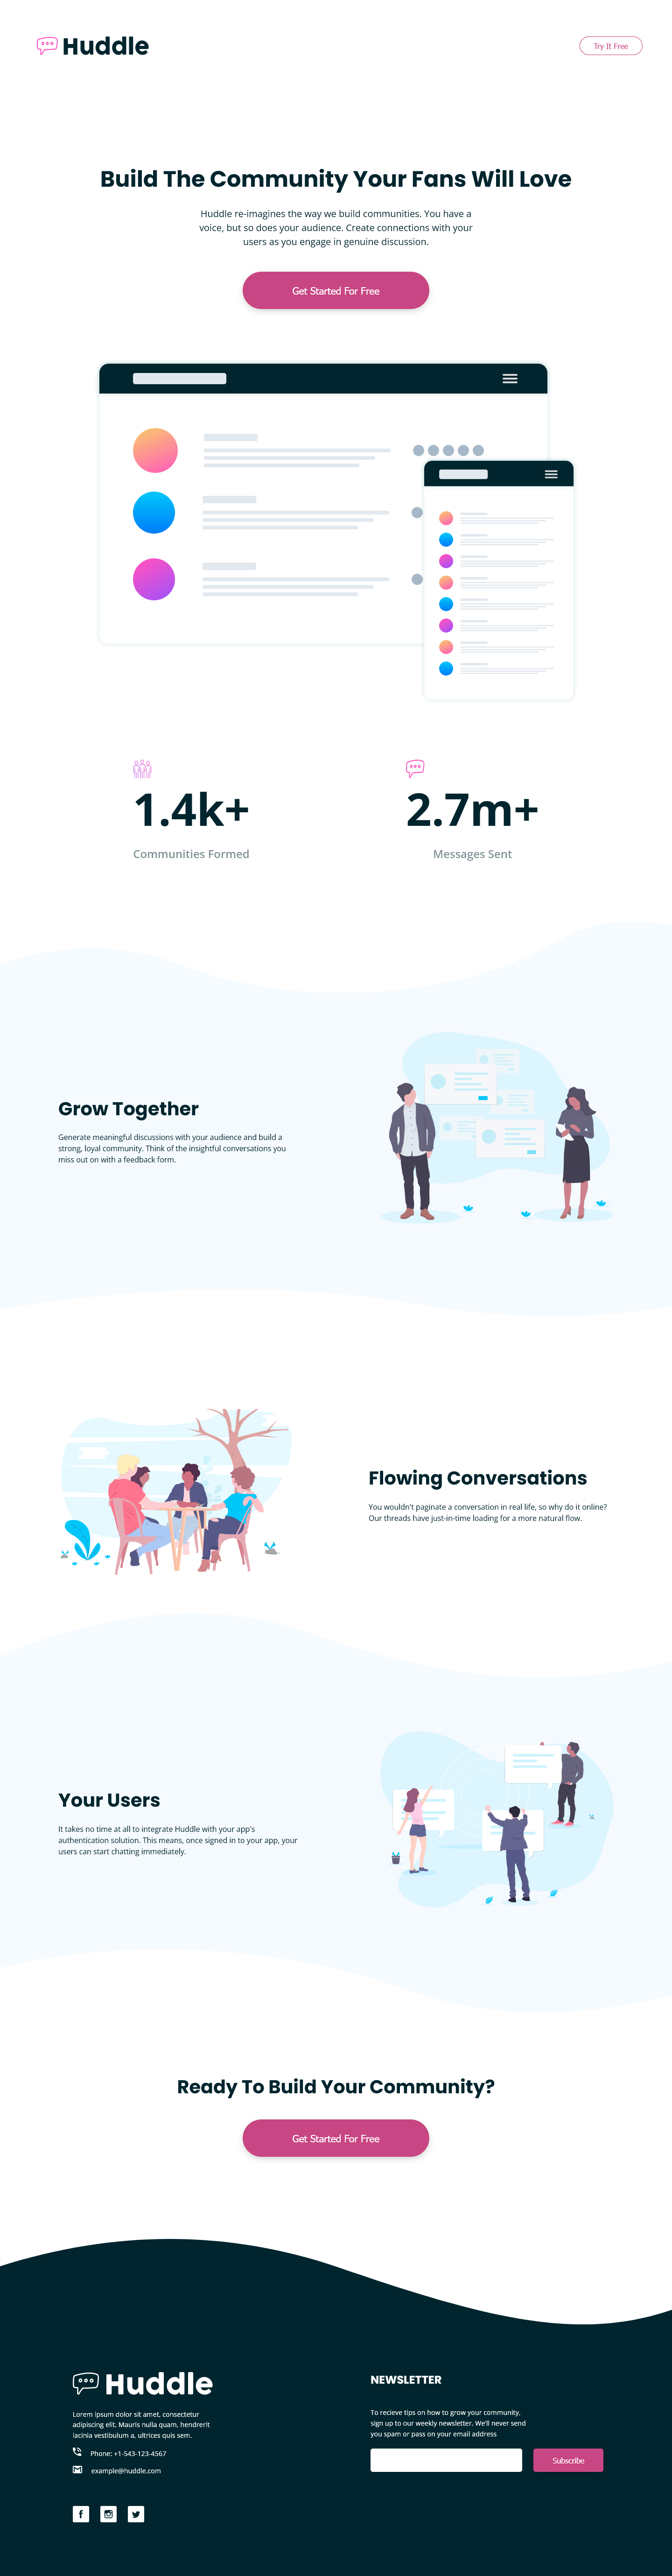 Huddle
Try It Free
Build The Community Your Fans Will Love
Huddle re-imagines the way we build communities. You have a
voice, but so does your audience. Create connections with your
users as you engage in genuine discussion.
Get Started For Free
1.4k+
Communities Formed
2.7m+
Messages Sent
Grow Together
Generate meaningful discussions with your audience and build a
strong, loyal community. Think of the insightful conversations you
miss out on with a feedback form.
Flowing Conversations
You wouldn't paginate a conversation in real life, so why do it online?
Our threads have just-in-time loading for a more natural flow.
Your Users
It takes no time at all to integrate Huddle with your app's
authentication solution. This means, once signed in to your app, your
users can start chatting immediately.
Ready To Build Your Community?
Get Started For Free
Huddle
Lorem ipsum dolor sit amet, consectetur
adipiscing elit. Mauris nulla quam, hendrerit
lacinia vestibulum a, ultrices quis sem.
Phone: +1-543-123-4567
example@huddle.com
NEWSLETTER
To recieve tips on how to grow your community,
sign up to our weekly newsletter. We'll never send
you spam or pass on your email address
Subscribe